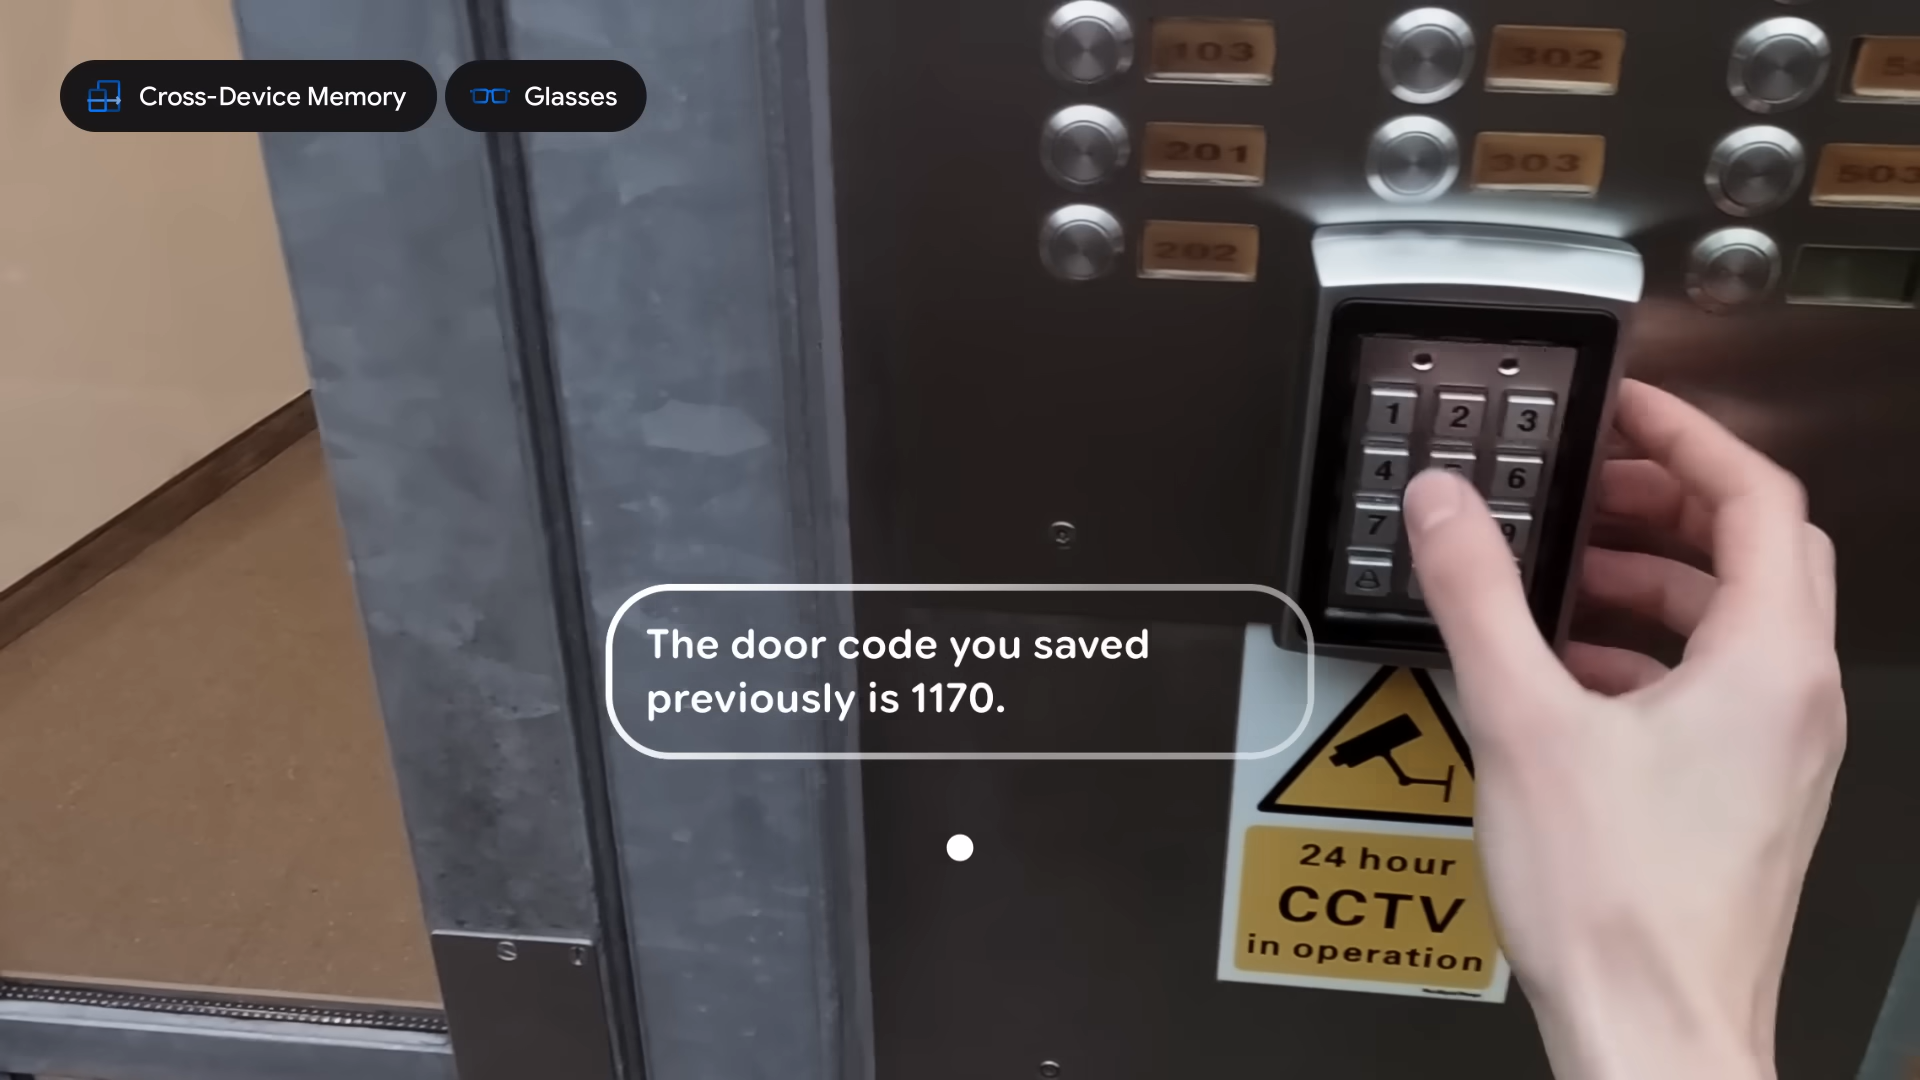 Cross-Device Memory
Glasses
103
302
201
303
503
202
1
2
3
4
6
7
9
The door code you saved
previously is 1170.
24 hour
CCTV
in operation